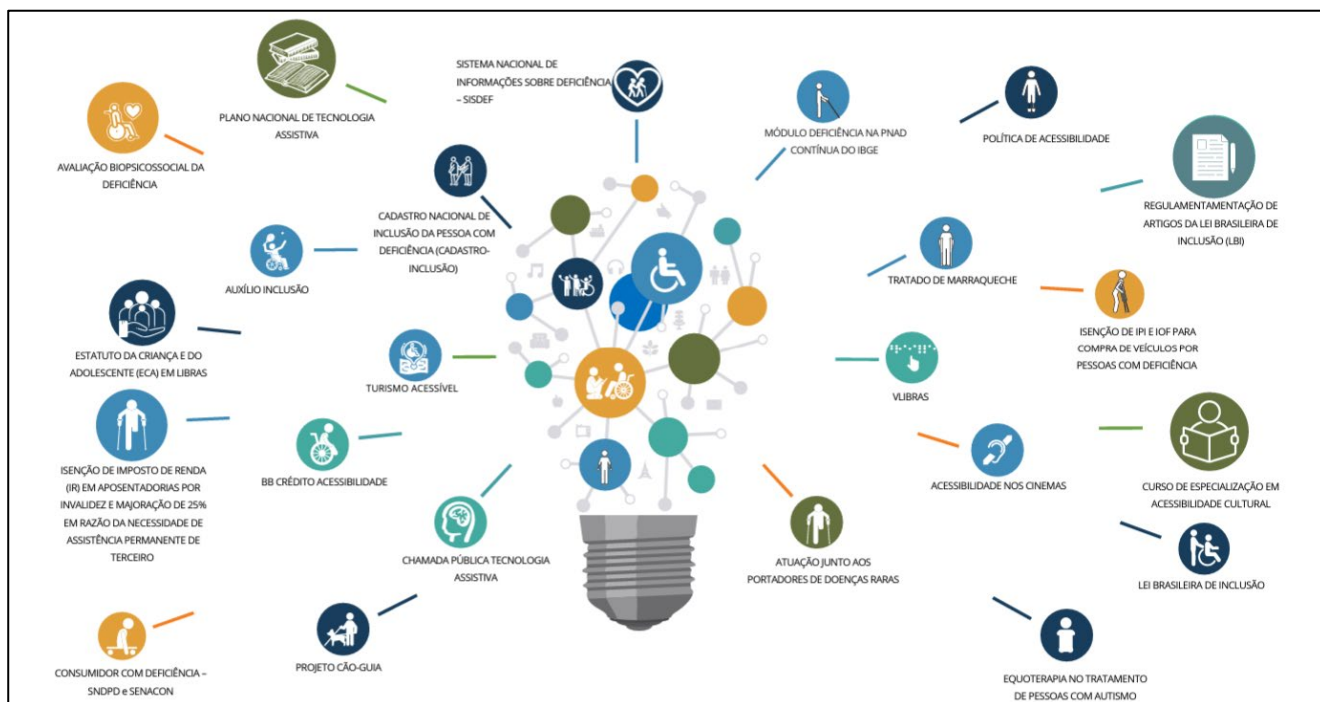 PLANO NACIONAL DE TECNOLOGIA
ASSISTIVA
SISTEMA NACIONAL DE
INFORMAÇÕES SOBRE DEFICIÊNCIA
– SISDEF
MÓDULO DEFICIÊNCIA NA PNAD
CONTÍNUA DO IBGE
POLÍTICA DE ACESSIBILIDADE
AVALIAÇÃO BIOPSICOSSOCIAL DA
DEFICIÊNCIA
CADASTRO NACIONAL DE
INCLUSÃO DA PESSOA COM
DEFICIÊNCIA (CADASTRO-
INCLUSÃO)
REGULAMENTAMENTAÇÃO DE
ARTIGOS DA LEI BRASILEIRA DE
INCLUSÃO (LBI)
AUXÍLIO INCLUSÃO
TRATADO DE MARRAQUECHE
ESTATUTO DA CRIANÇA E DO
ADOLESCENTE (ECA) EM LIBRAS
ISENÇÃO DE IPI E IOF PARA
COMPRA DE VEÍCULOS POR
PESSOAS COM DEFICIÊNCIA
TURISMO ACESSÍVEL
VLIBRAS
ISENÇÃO DE IMPOSTO DE RENDA
(IR) EM APOSENTADORIAS POR
INVALIDEZ E MAJORAÇÃO DE 25%
EM RAZÃO DA NECESSIDADE DE
ASSISTÊNCIA PERMANENTE DE
TERCEIRO
BB CRÉDITO ACESSIBILIDADE
ACESSIBILIDADE NOS CINEMAS
CURSO DE ESPECIALIZAÇÃO EM
ACESSIBILIDADE CULTURAL
CHAMADA PÚBLICA TECNOLOGIA
ASSISTIVA
ATUAÇÃO JUNTO AOS
PORTADORES DE DOENÇAS RARAS
LEI BRASILEIRA DE INCLUSÃO
PROJETO CÃO-GUIA
CONSUMIDOR COM DEFICIÊNCIA –
SNDPD e SENACON
EQUOTERAPIA NO TRATAMENTO
DE PESSOAS COM AUTISMO